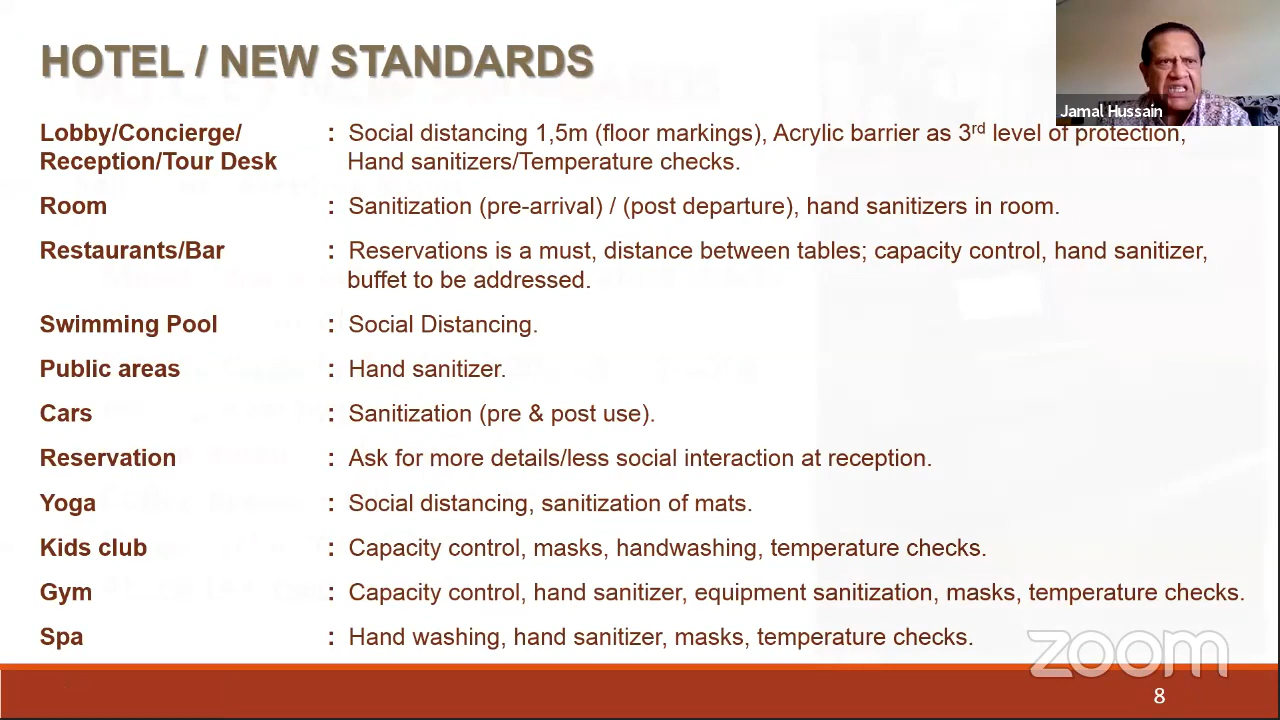 HOTEL / NEW STANDARDS
Jamal Hussain
Lobby/Concierge/ : Social distancing 1,5m (floor markings), Acrylic barrier as 3rd level of protection,
Reception/Tour Desk Hand sanitizers/Temperature checks.
Room : Sanitization (pre-arrival) / (post departure), hand sanitizers in room.
Restaurants/Bar : Reservations is a must, distance between tables; capacity control, hand sanitizer,
buffet to be addressed.
Swimming Pool : Social Distancing.
Public areas : Hand sanitizer.
Cars : Sanitization (pre & post use).
Reservation : Ask for more details/less social interaction at reception.
Yoga : Social distancing, sanitization of mats.
Kids club : Capacity control, masks, handwashing, temperature checks.
Gym : Capacity control, hand sanitizer, equipment sanitization, masks, temperature checks.
Spa : Hand washing, hand sanitizer, masks, temperature checks.
zoom
8